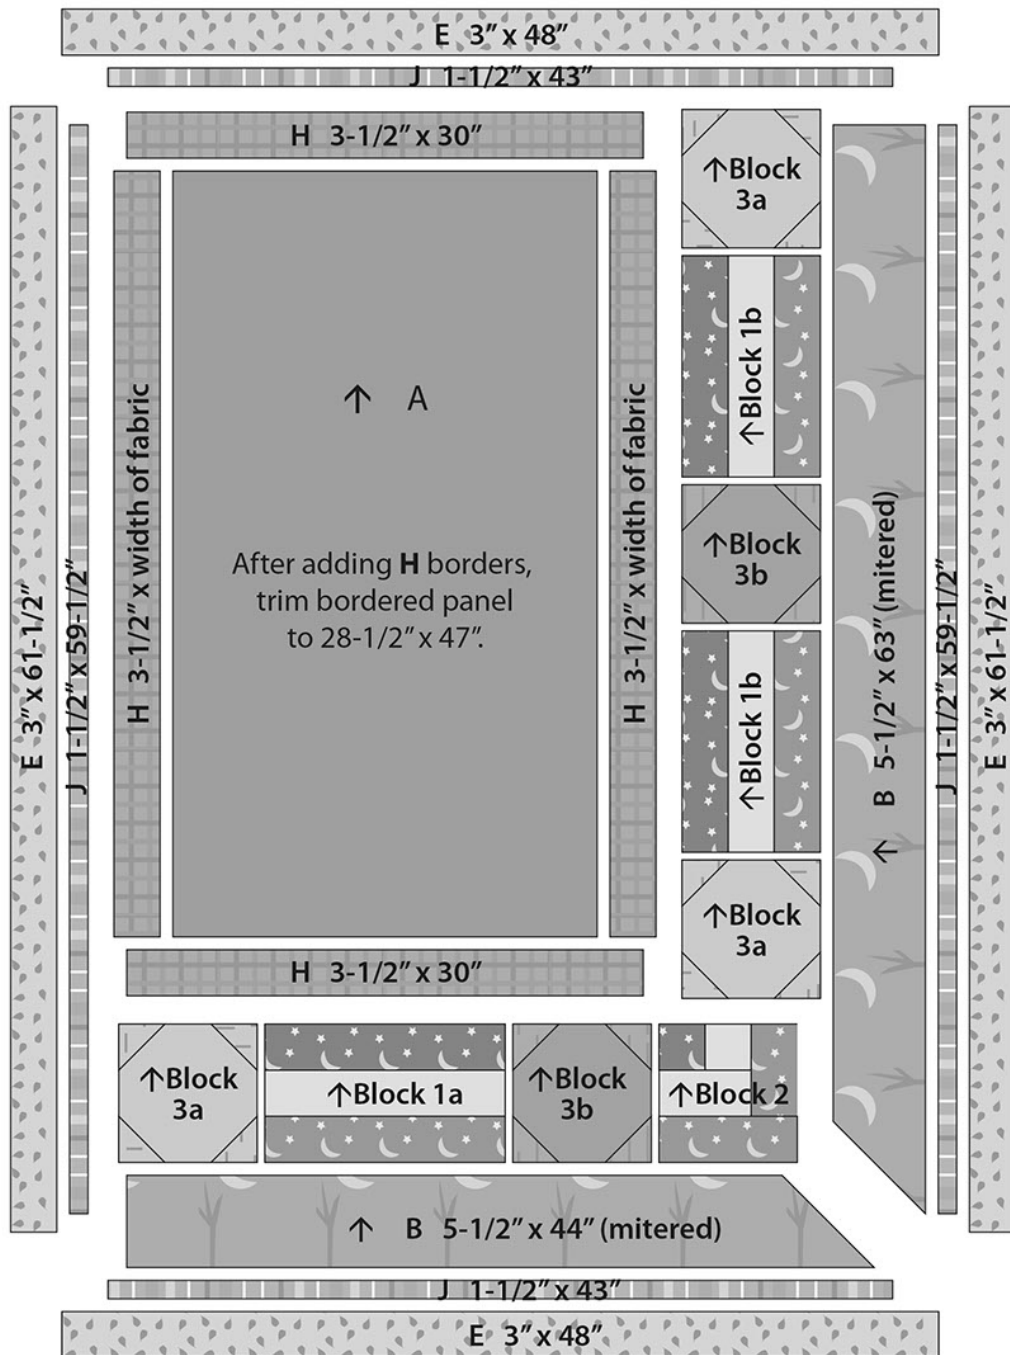 E 3” x 48”
J 1-1/2” x 43”
H 3-1/2” x 30”
↑Block
3a
E 3” x 61-1/2”
J 1-1/2” x 59-1/2”
H 3-1/2” x width of fabric
↑ A
After adding H borders,
trim bordered panel
to 28-1/2” x 47”.
H 3-1/2” x width of fabric
↑Block 1b
↑Block
3b
↑Block 1b
↑Block
3a
↑ B 5-1/2” x 63” (mitered)
J 1-1/2” x 59-1/2”
E 3” x 61-1/2”
H 3-1/2” x 30”
↑Block
3a
↑Block 1a
↑Block
3b
↑Block 2
↑ B 5-1/2” x 44” (mitered)
J 1-1/2” x 43”
E 3” x 48”